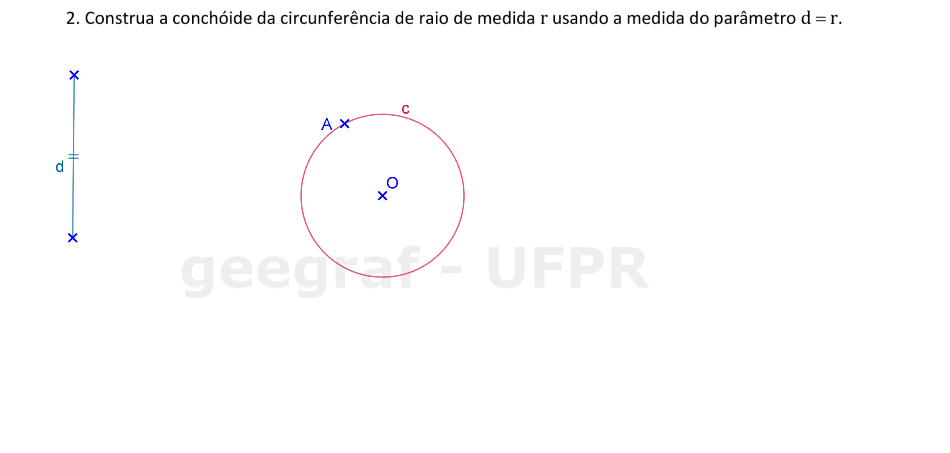 2. Construa a conchóide da circunferência de raio de medida r usando a medida do parâmetro d = r.
c
A
d
O
geegraf - UFPR